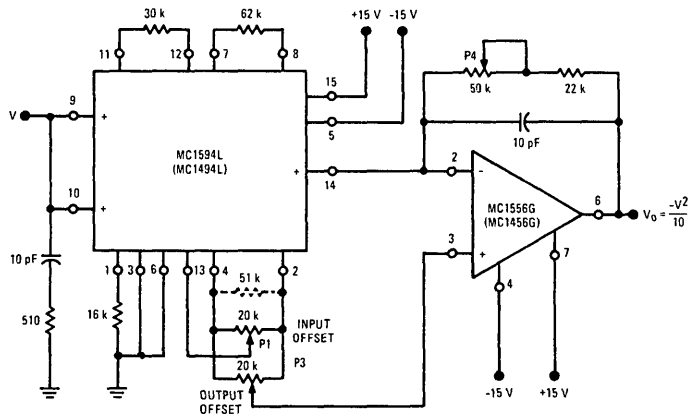 30 k
62 k
+15 V
-15 V
11
12
7
8
15
P4
50 k
22 k
V
9
+
5
10 pF
MC1594L
(MC1494L)
+
14
2
-
10
+
MC1556G
(MC1456G)
6
V₀ = -V²/10
3
+
7
10 pF
1
3
6
13
4
2
4
51 k
510
16 k
20 k
INPUT
OFFSET
P1
20 k
P3
OUTPUT
OFFSET
-15 V
+15 V